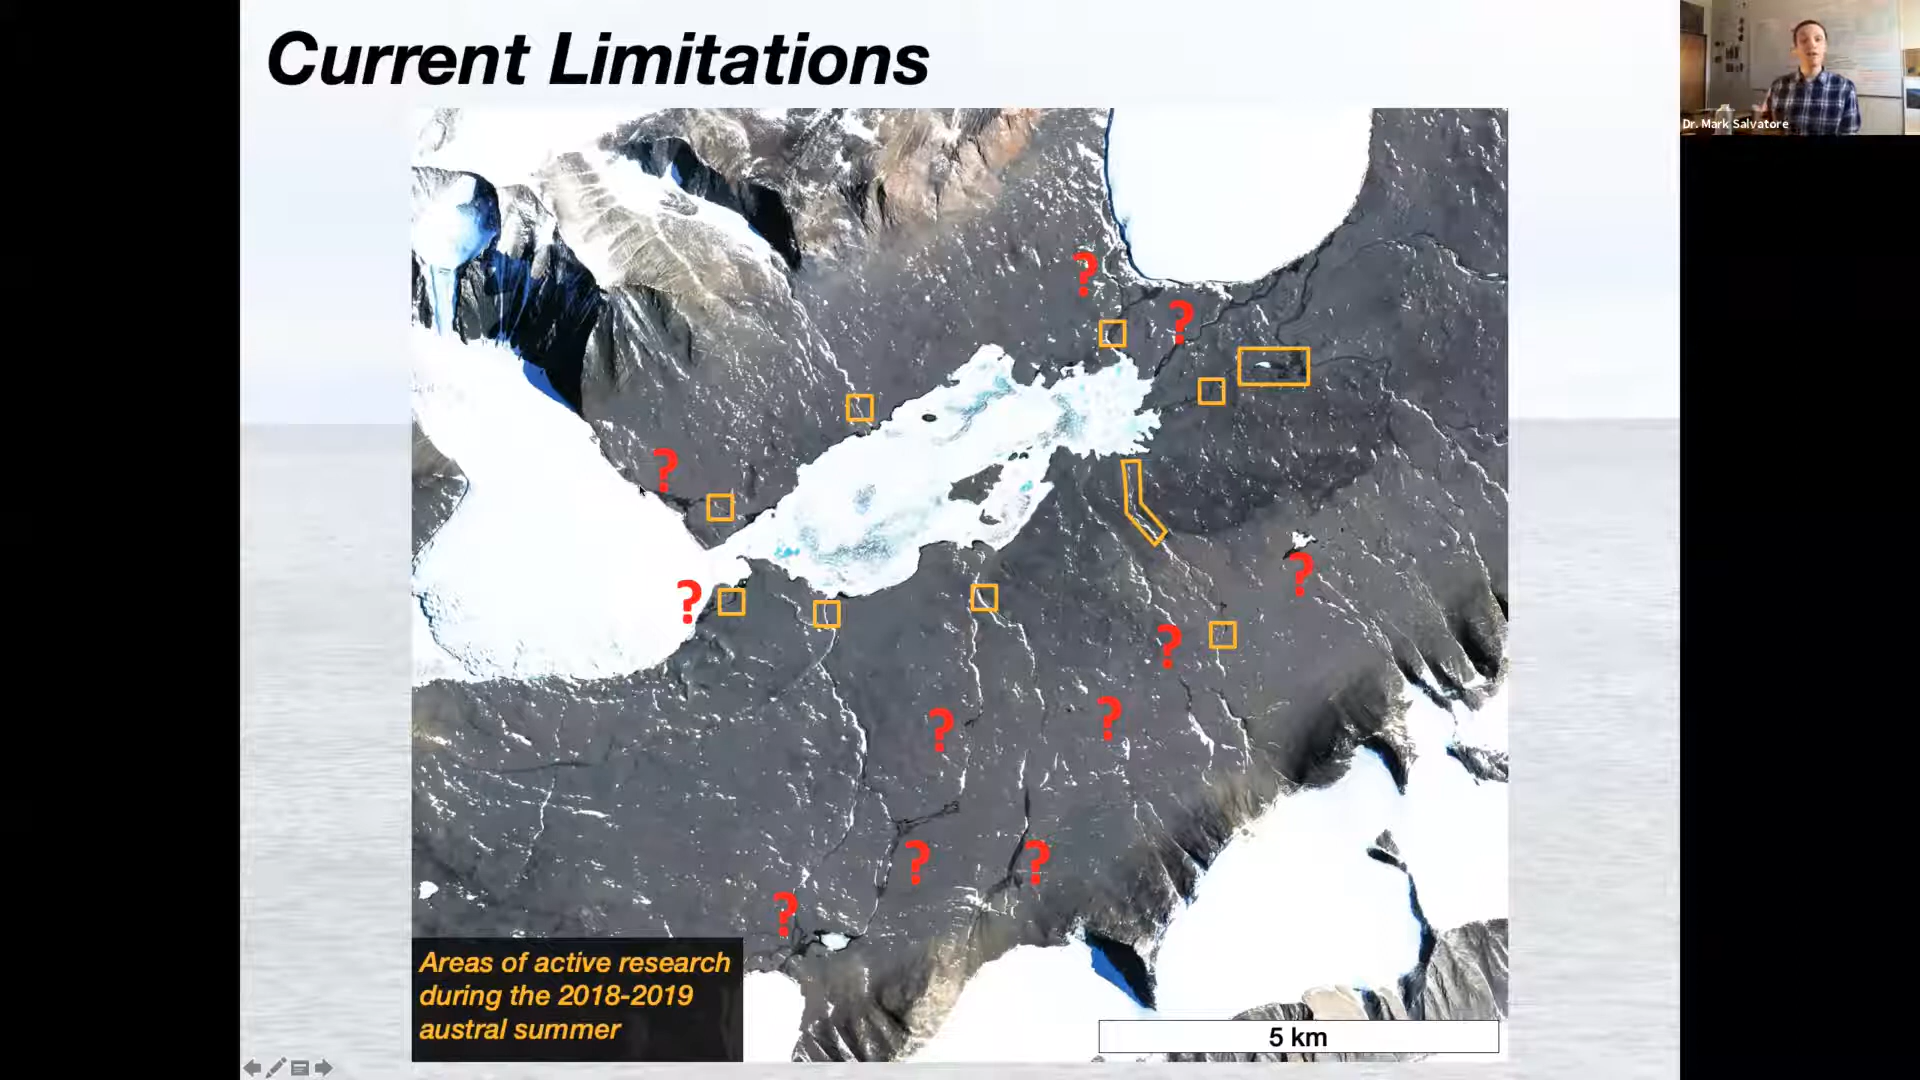 Current Limitations
Dr. Mark Salvatore
?
?
?
?
?
?
?
?
?
?
?
Areas of active research
during the 2018-2019
austral summer
5 km